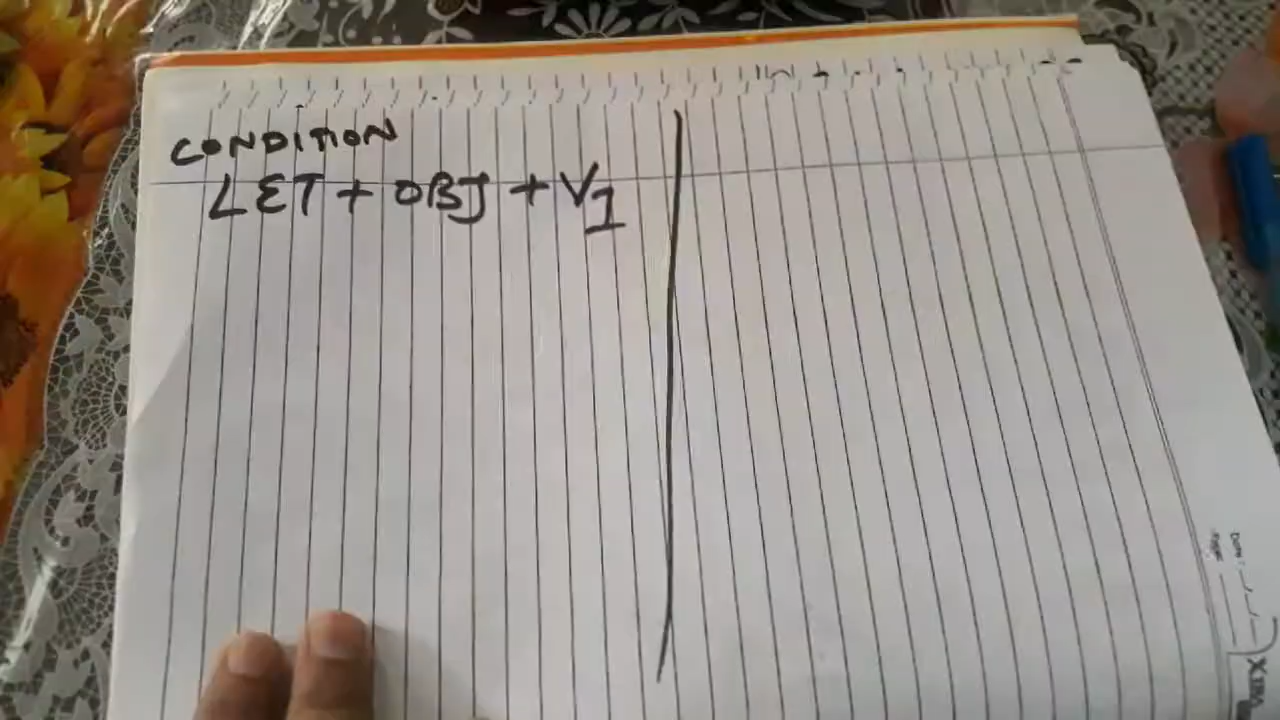 CONDITION
LET + OBJ + V1